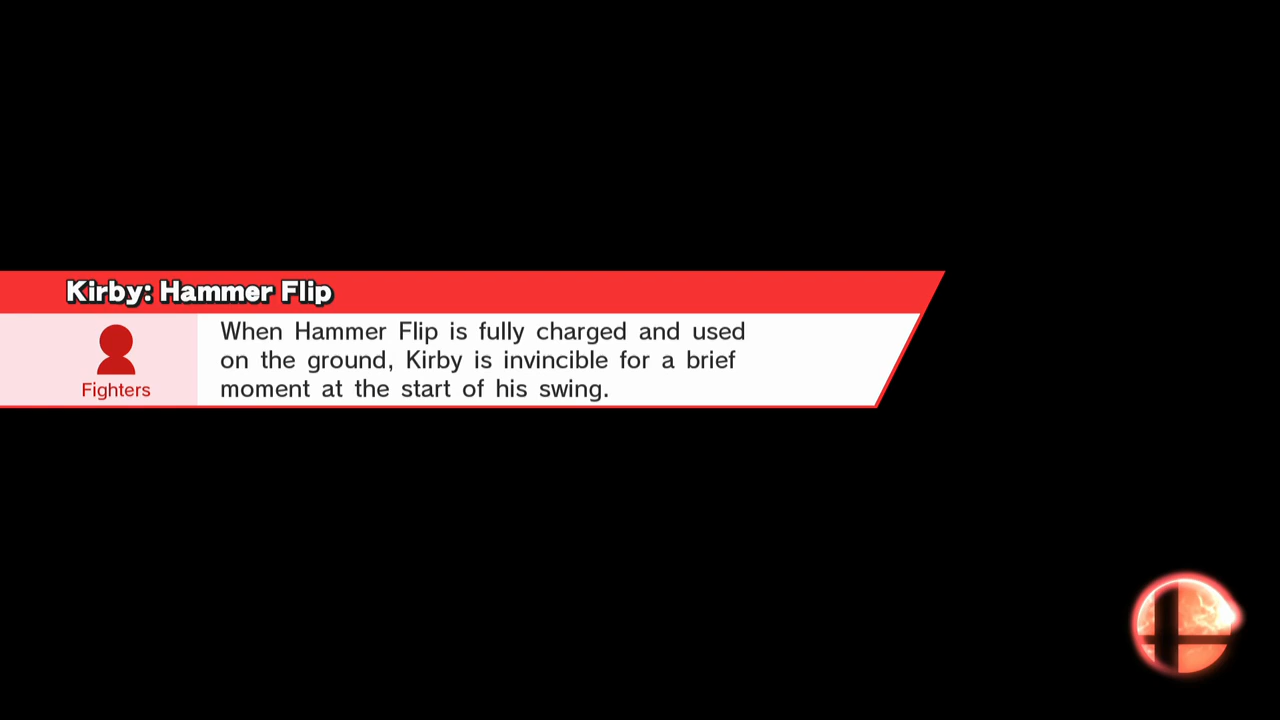 Kirby: Hammer Flip
When Hammer Flip is fully charged and used
on the ground, Kirby is invincible for a brief
moment at the start of his swing.
Fighters